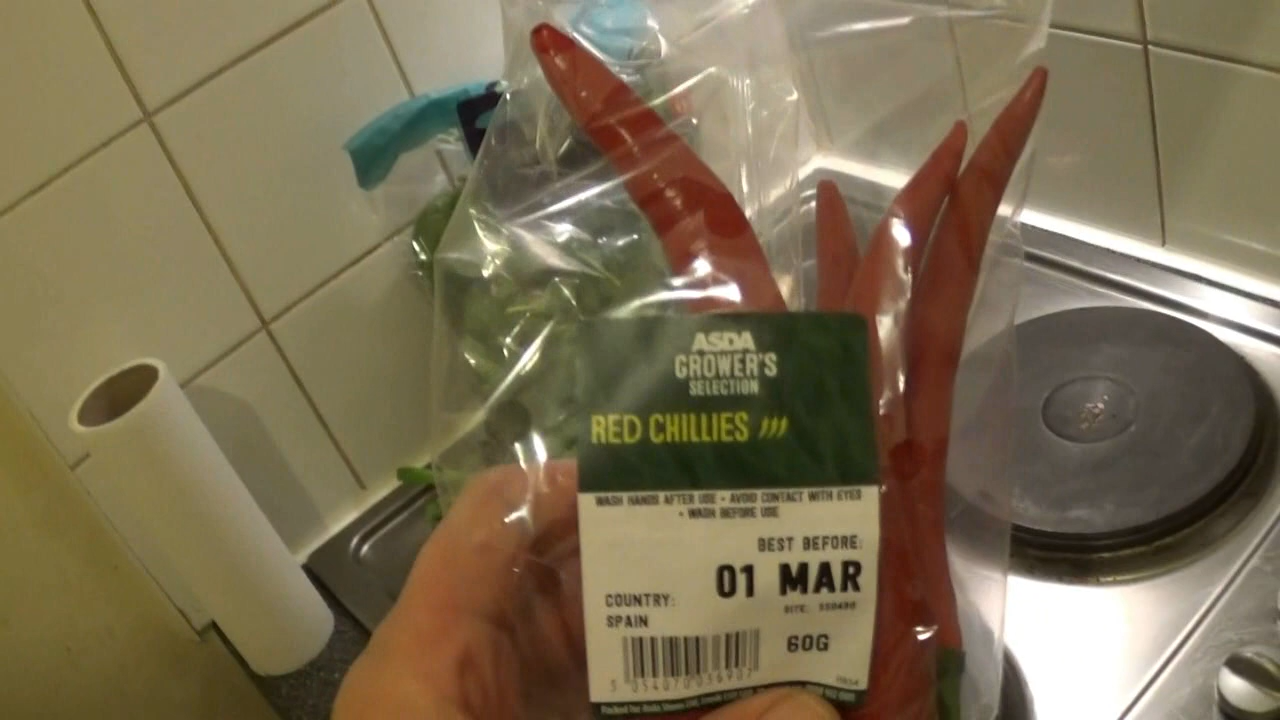 ASDA
GROWER'S
SELECTION
RED CHILLIES
WASH HANDS AFTER USE - AVOID CONTACT WITH EYES
- WASH BEFORE USE
BEST BEFORE:
01 MAR
COUNTRY:
SPAIN
60G